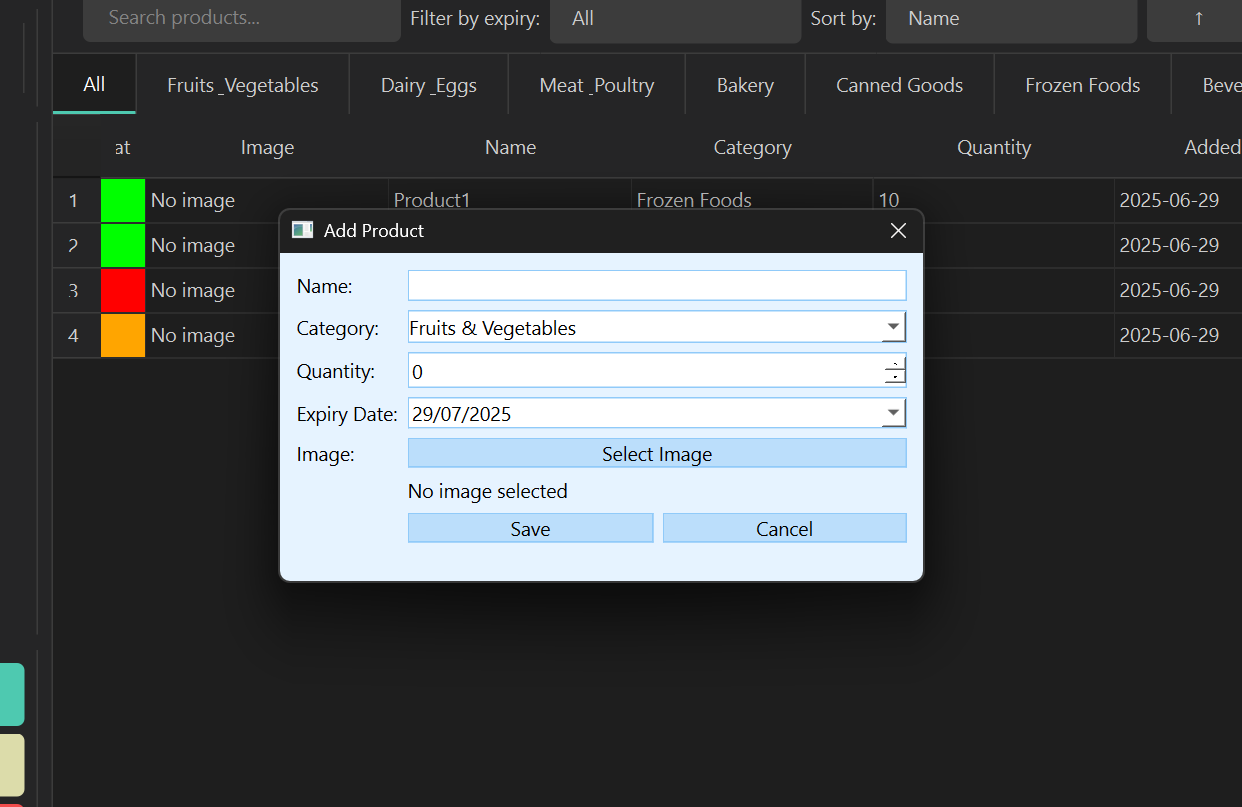 Search products... Filter by expiry: All Sort by: Name ↑
All Fruits _Vegetables Dairy _Eggs Meat _Poultry Bakery Canned Goods Frozen Foods Beve
at Image Name Category Quantity Added
1 No image Product1 Frozen Foods 10 2025-06-29
2 No image 2025-06-29
3 No image 2025-06-29
4 No image 2025-06-29
Add Product
Name:
Category: Fruits & Vegetables
Quantity: 0
Expiry Date: 29/07/2025
Image: Select Image
No image selected
Save Cancel